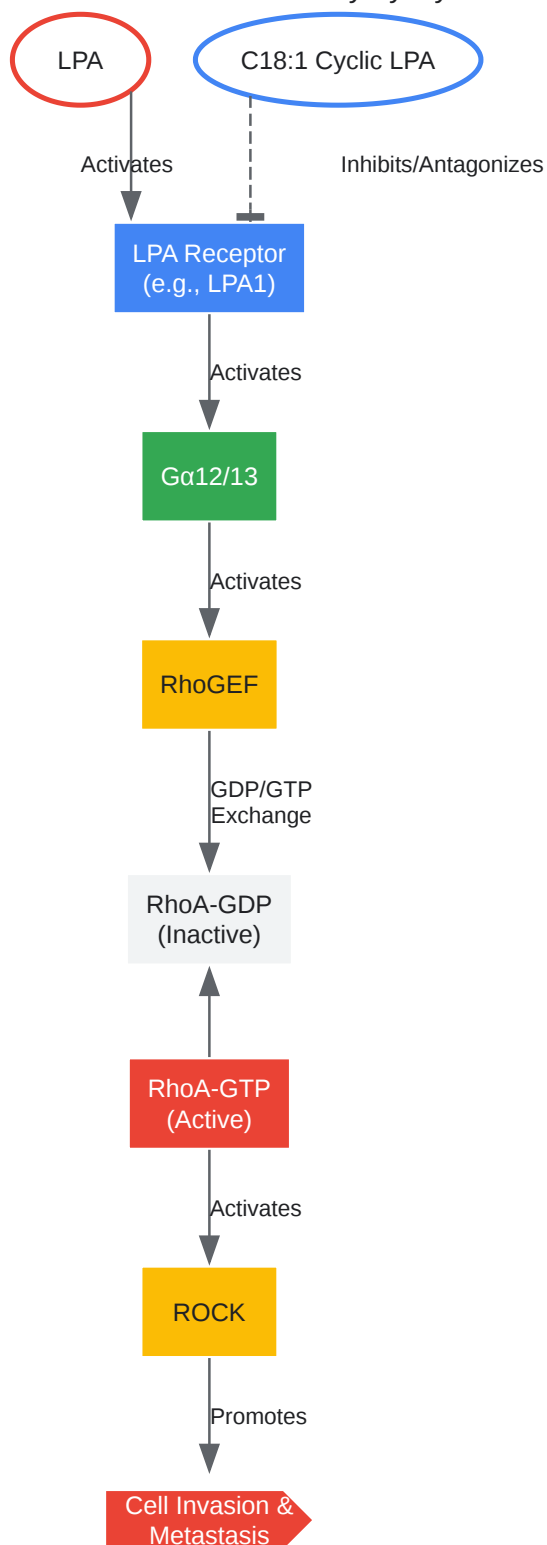 LPA
C18:1 Cyclic LPA
Activates
Inhibits/Antagonizes
LPA Receptor
(e.g., LPA1)
Activates
Gα12/13
Activates
RhoGEF
GDP/GTP
Exchange
RhoA-GDP
(Inactive)
RhoA-GTP
(Active)
Activates
ROCK
Promotes
Cell Invasion &
Metastasis